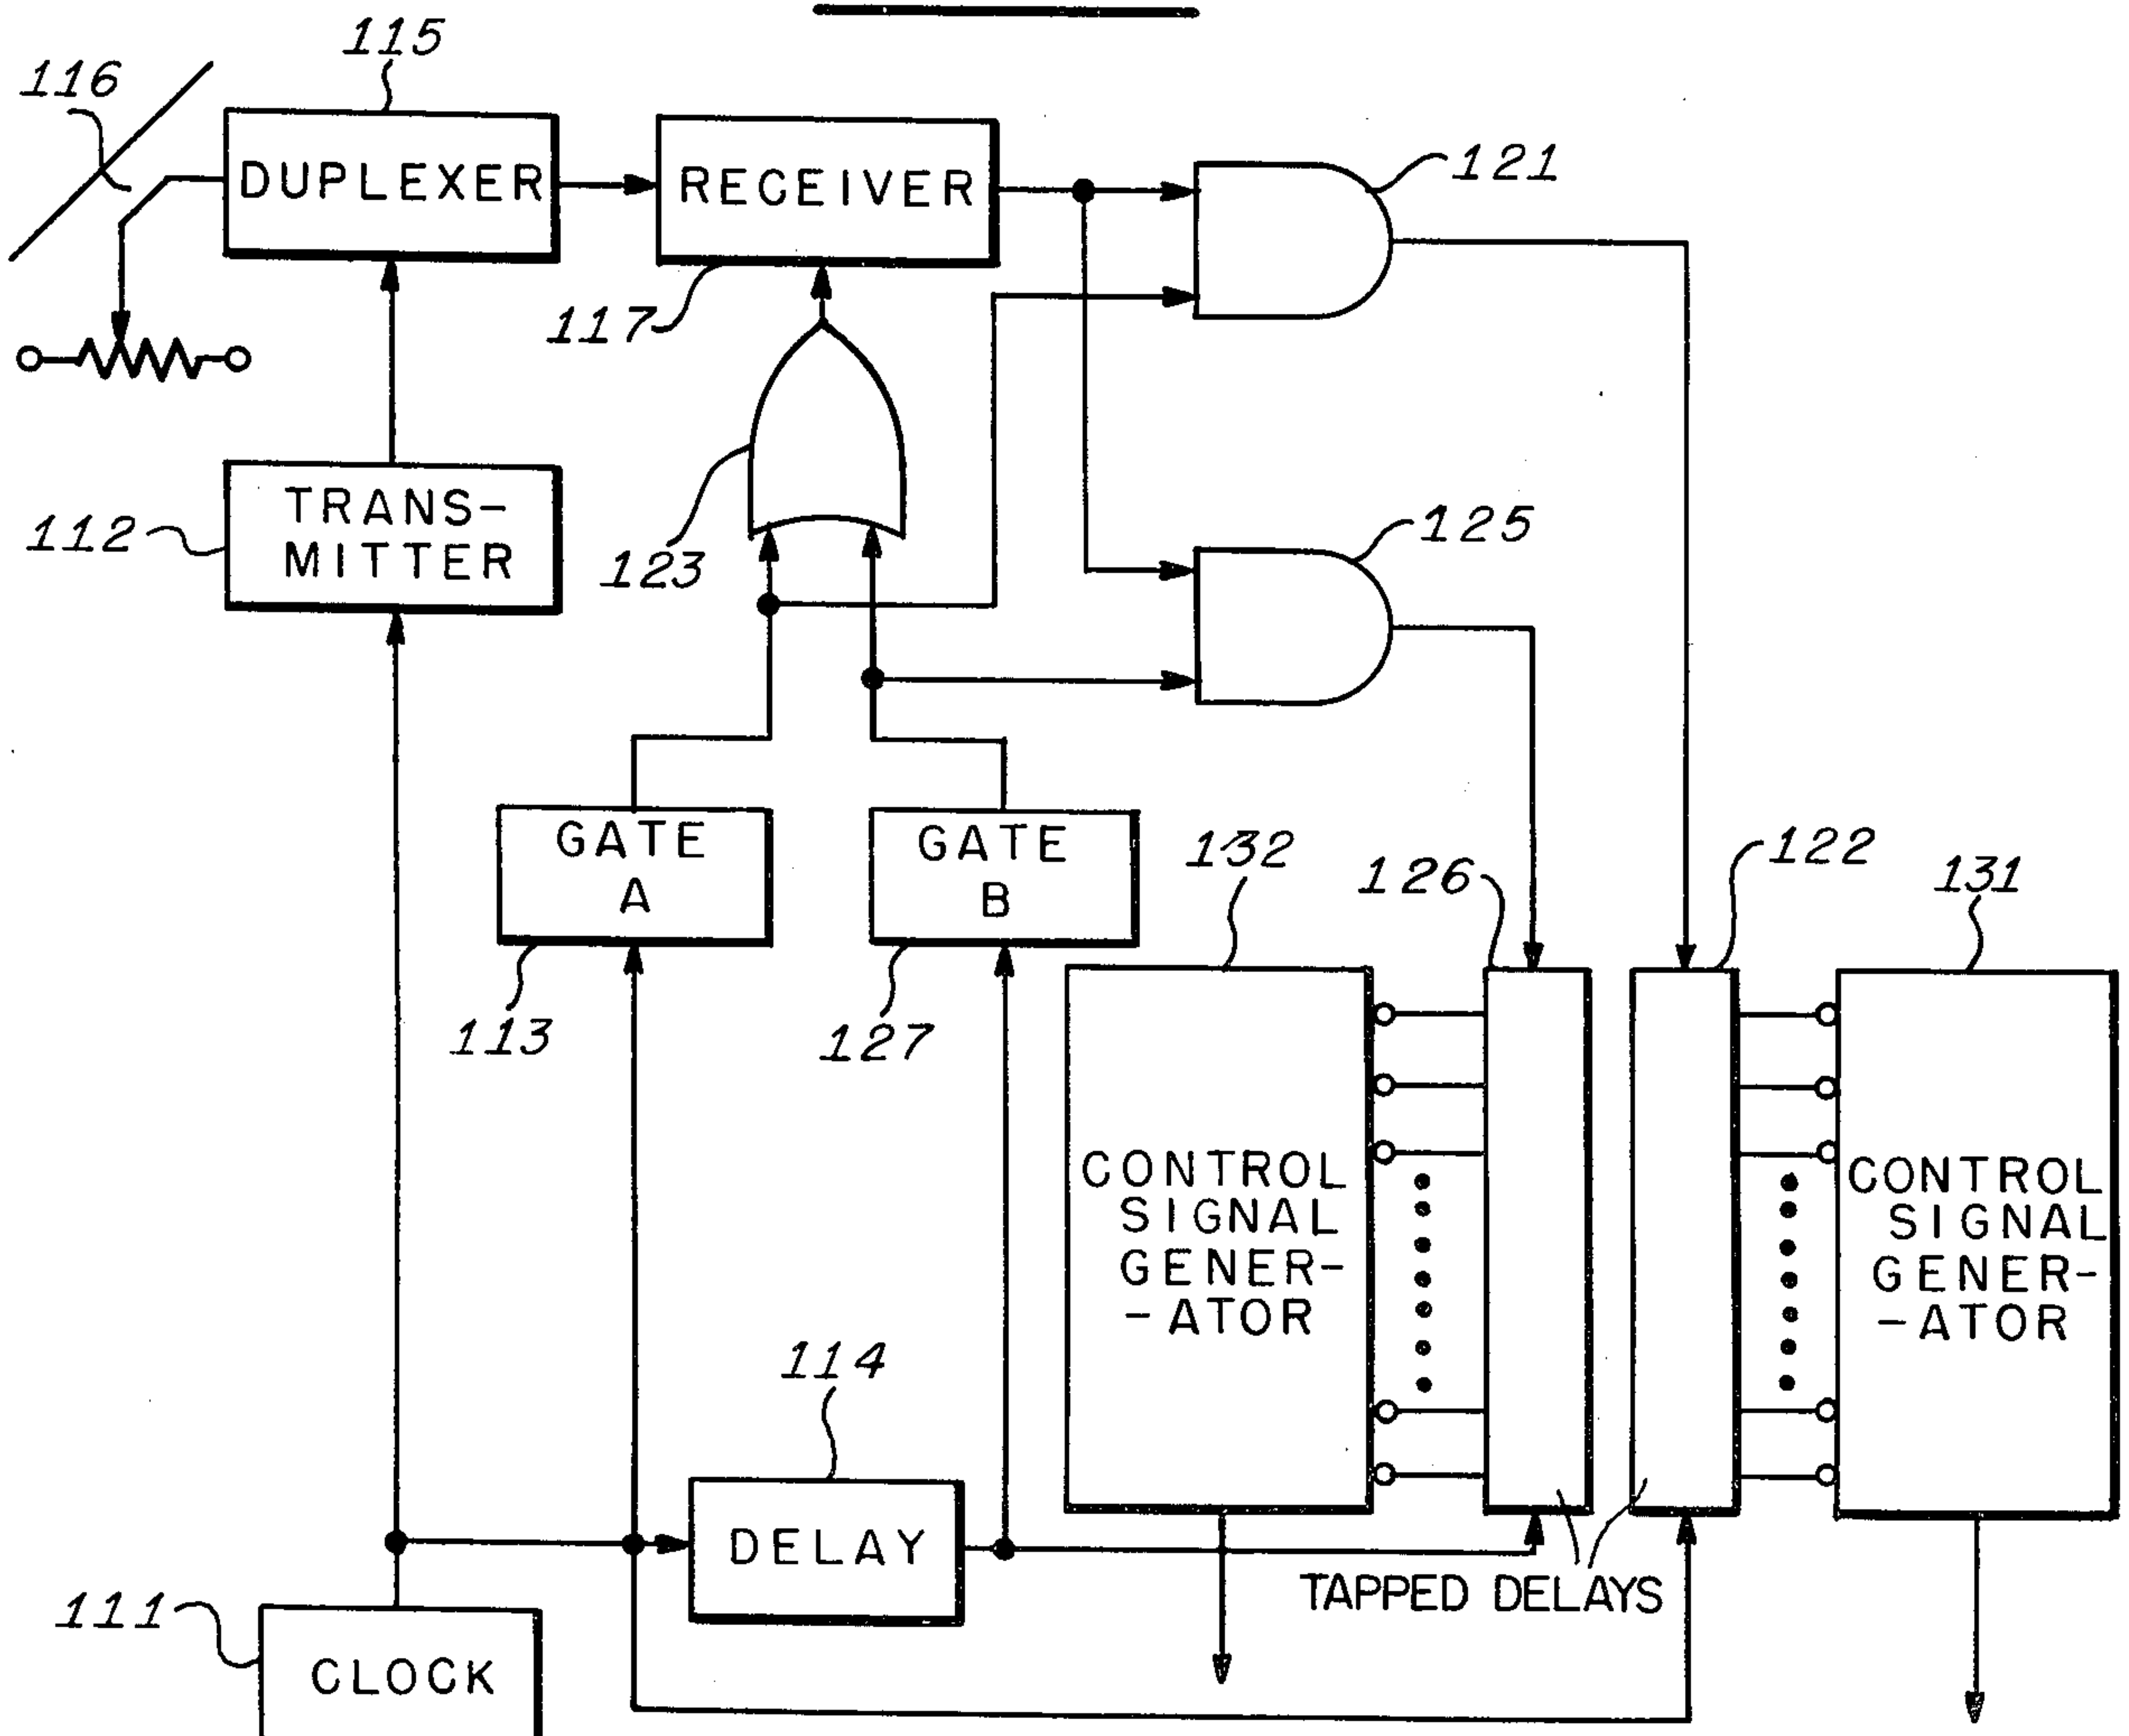 115
116
DUPLEXER
RECEIVER
121
117
TRANS-
MITTER
112
123
125
GATE
A
GATE
B
132
126
122
131
113
127
CONTROL
SIGNAL
GENER-
-ATOR
CONTROL
SIGNAL
GENER-
-ATOR
114
DELAY
TAPPED DELAYS
111
CLOCK